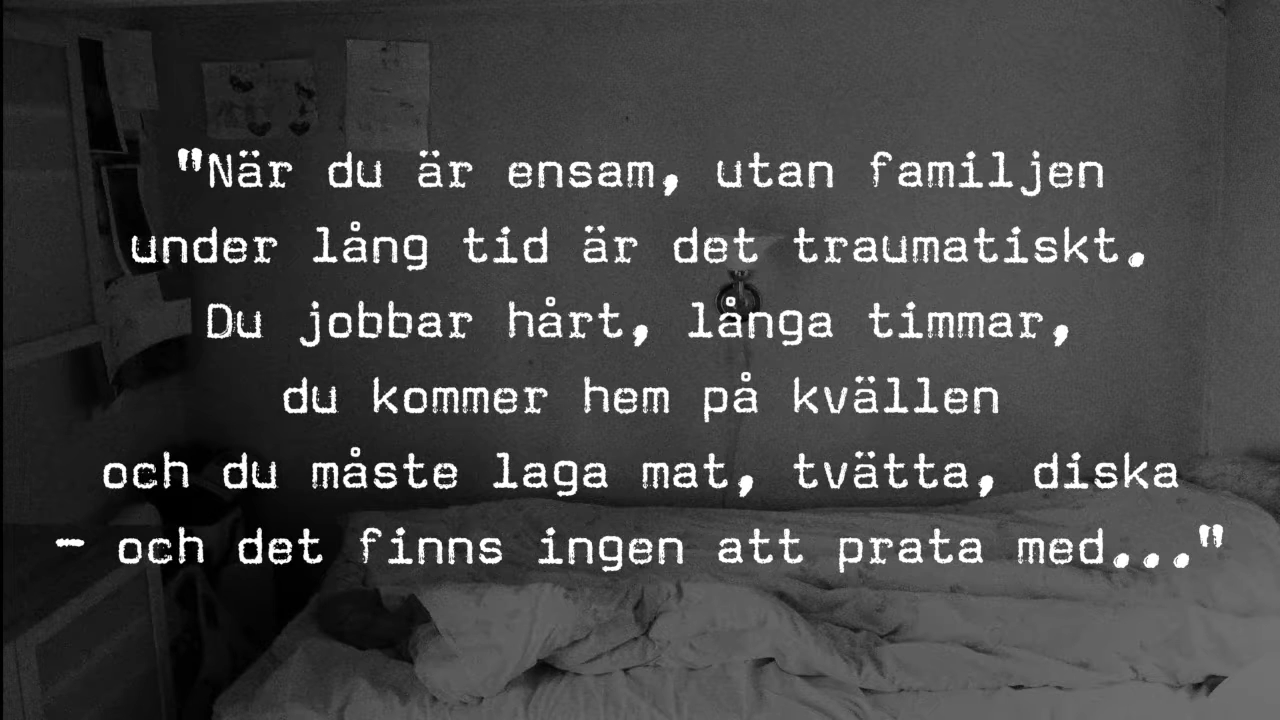 "När du är ensam, utan familjen
under lång tid är det traumatiskt.
Du jobbar hårt, långa timmar,
du kommer hem på kvällen
och du måste laga mat, tvätta, diska
- och det finns ingen att prata med..."